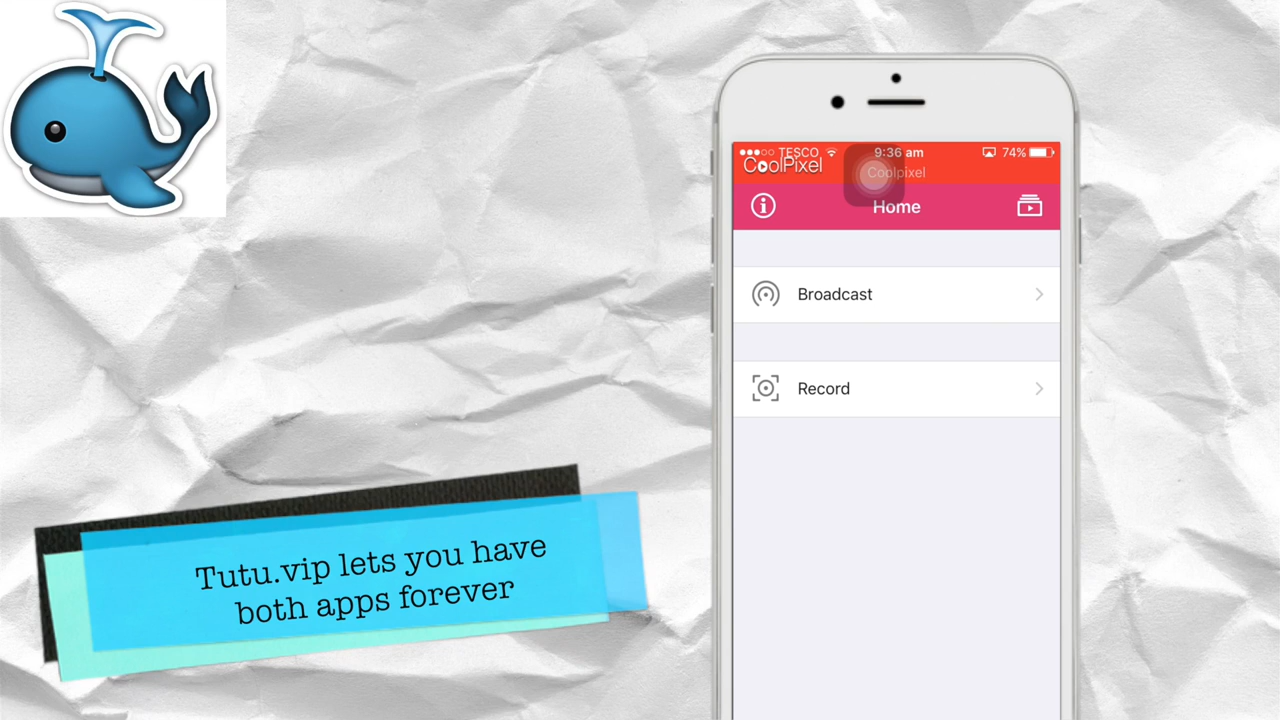 TESCO 9:36 am 74%
CoolPixel
Coolpixel
Home
Broadcast
Record
Tutu.vip lets you have
both apps forever